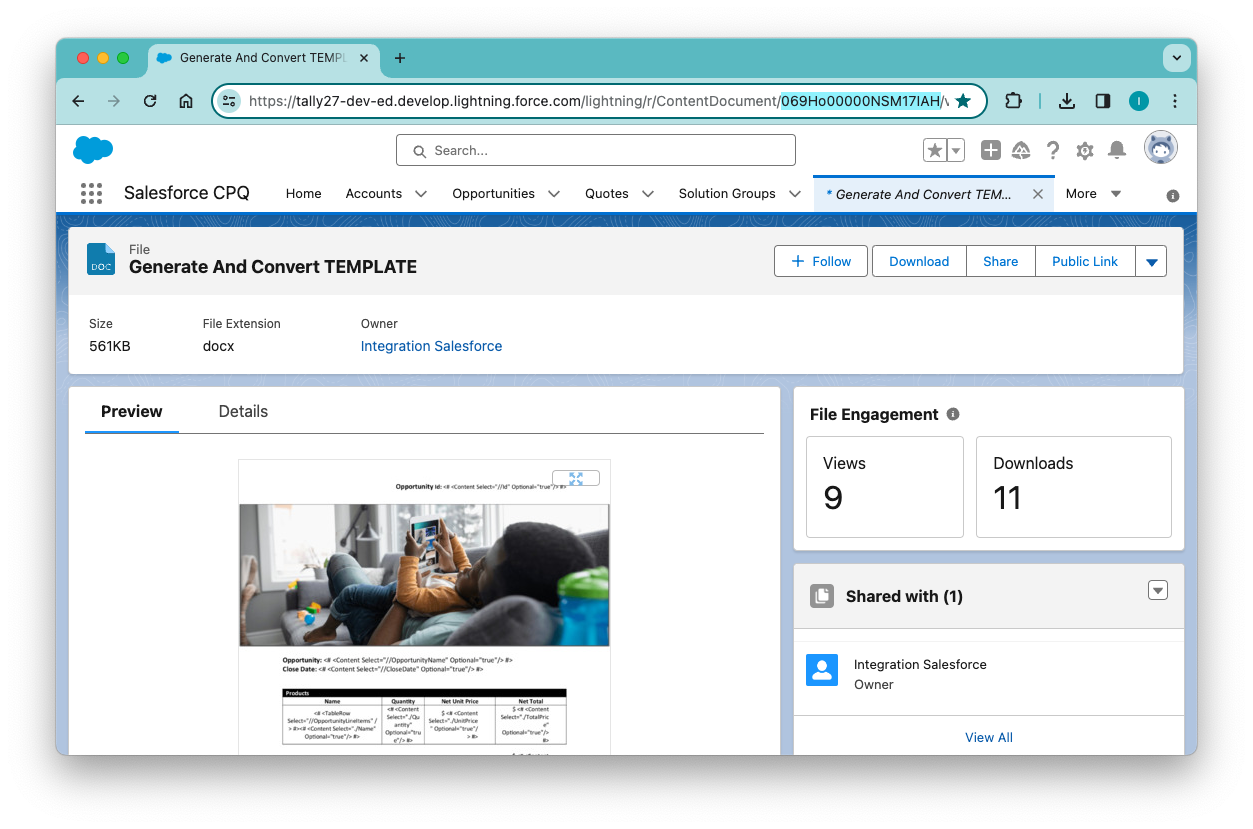 Generate And Convert TEMPL
https://tally27-dev-ed.develop.lightning.force.com/lightning/r/ContentDocument/069Ho00000NSM17IAH/v
I
Search...
Salesforce CPQ
Home
Accounts
Opportunities
Quotes
Solution Groups
* Generate And Convert TEM...
More
DOC
File
Generate And Convert TEMPLATE
Follow
Download
Share
Public Link
Size
File Extension
Owner
561KB
docx
Integration Salesforce
Preview
Details
Opportunity Id: <# <Content Select="//Id" Optional="true"/> #>
Opportunity: <# <Content Select="//OpportunityName" Optional="true"/> #>
Close Date: <# <Content Select="//CloseDate" Optional="true"/> #>
Products
Name
Quantity
Net Unit Price
Net Total
<# <TableRow
Select="//OpportunityLineItems" /
> #><# <Content Select="./Name"
Optional="true"/> #>
<# <Content
Select="./Qu
antity"
Optional="tru
e"/> #>
$ <# <Content
Select="./UnitPrice
" Optional="true"/
> #>
$ <# <Content
Select="./TotalPric
e"
Optional="true"/>
#>
File Engagement
Views
9
Downloads
11
Shared with (1)
Integration Salesforce
Owner
View All